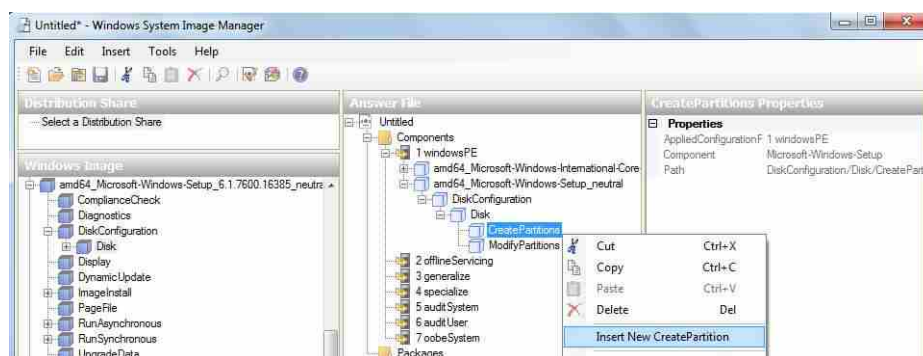 Untitled* - Windows System Image Manager
File Edit Insert Tools Help
Distribution Share
Select a Distribution Share
Windows Image
amd64_Microsoft-Windows-Setup_6.1.7600.16385_neutra
ComplianceCheck
Diagnostics
DiskConfiguration
Disk
Display
DynamicUpdate
ImageInstall
PageFile
RunAsynchronous
RunSynchronous
UpgradeData
Answer File
Untitled
Components
1 windowsPE
amd64_Microsoft-Windows-International-Core
amd64_Microsoft-Windows-Setup_neutral
DiskConfiguration
Disk
CreatePartitions
ModifyPartitions
2 offlineServicing
3 generalize
4 specialize
5 auditSystem
6 auditUser
7 oobeSystem
Packages
Cut Ctrl+X
Copy Ctrl+C
Paste Ctrl+V
Delete Del
Insert New CreatePartition
CreatePartitions Properties
Properties
AppliedConfigurationF 1 windowsPE
Component Microsoft-Windows-Setup
Path DiskConfiguration/Disk/CreatePart